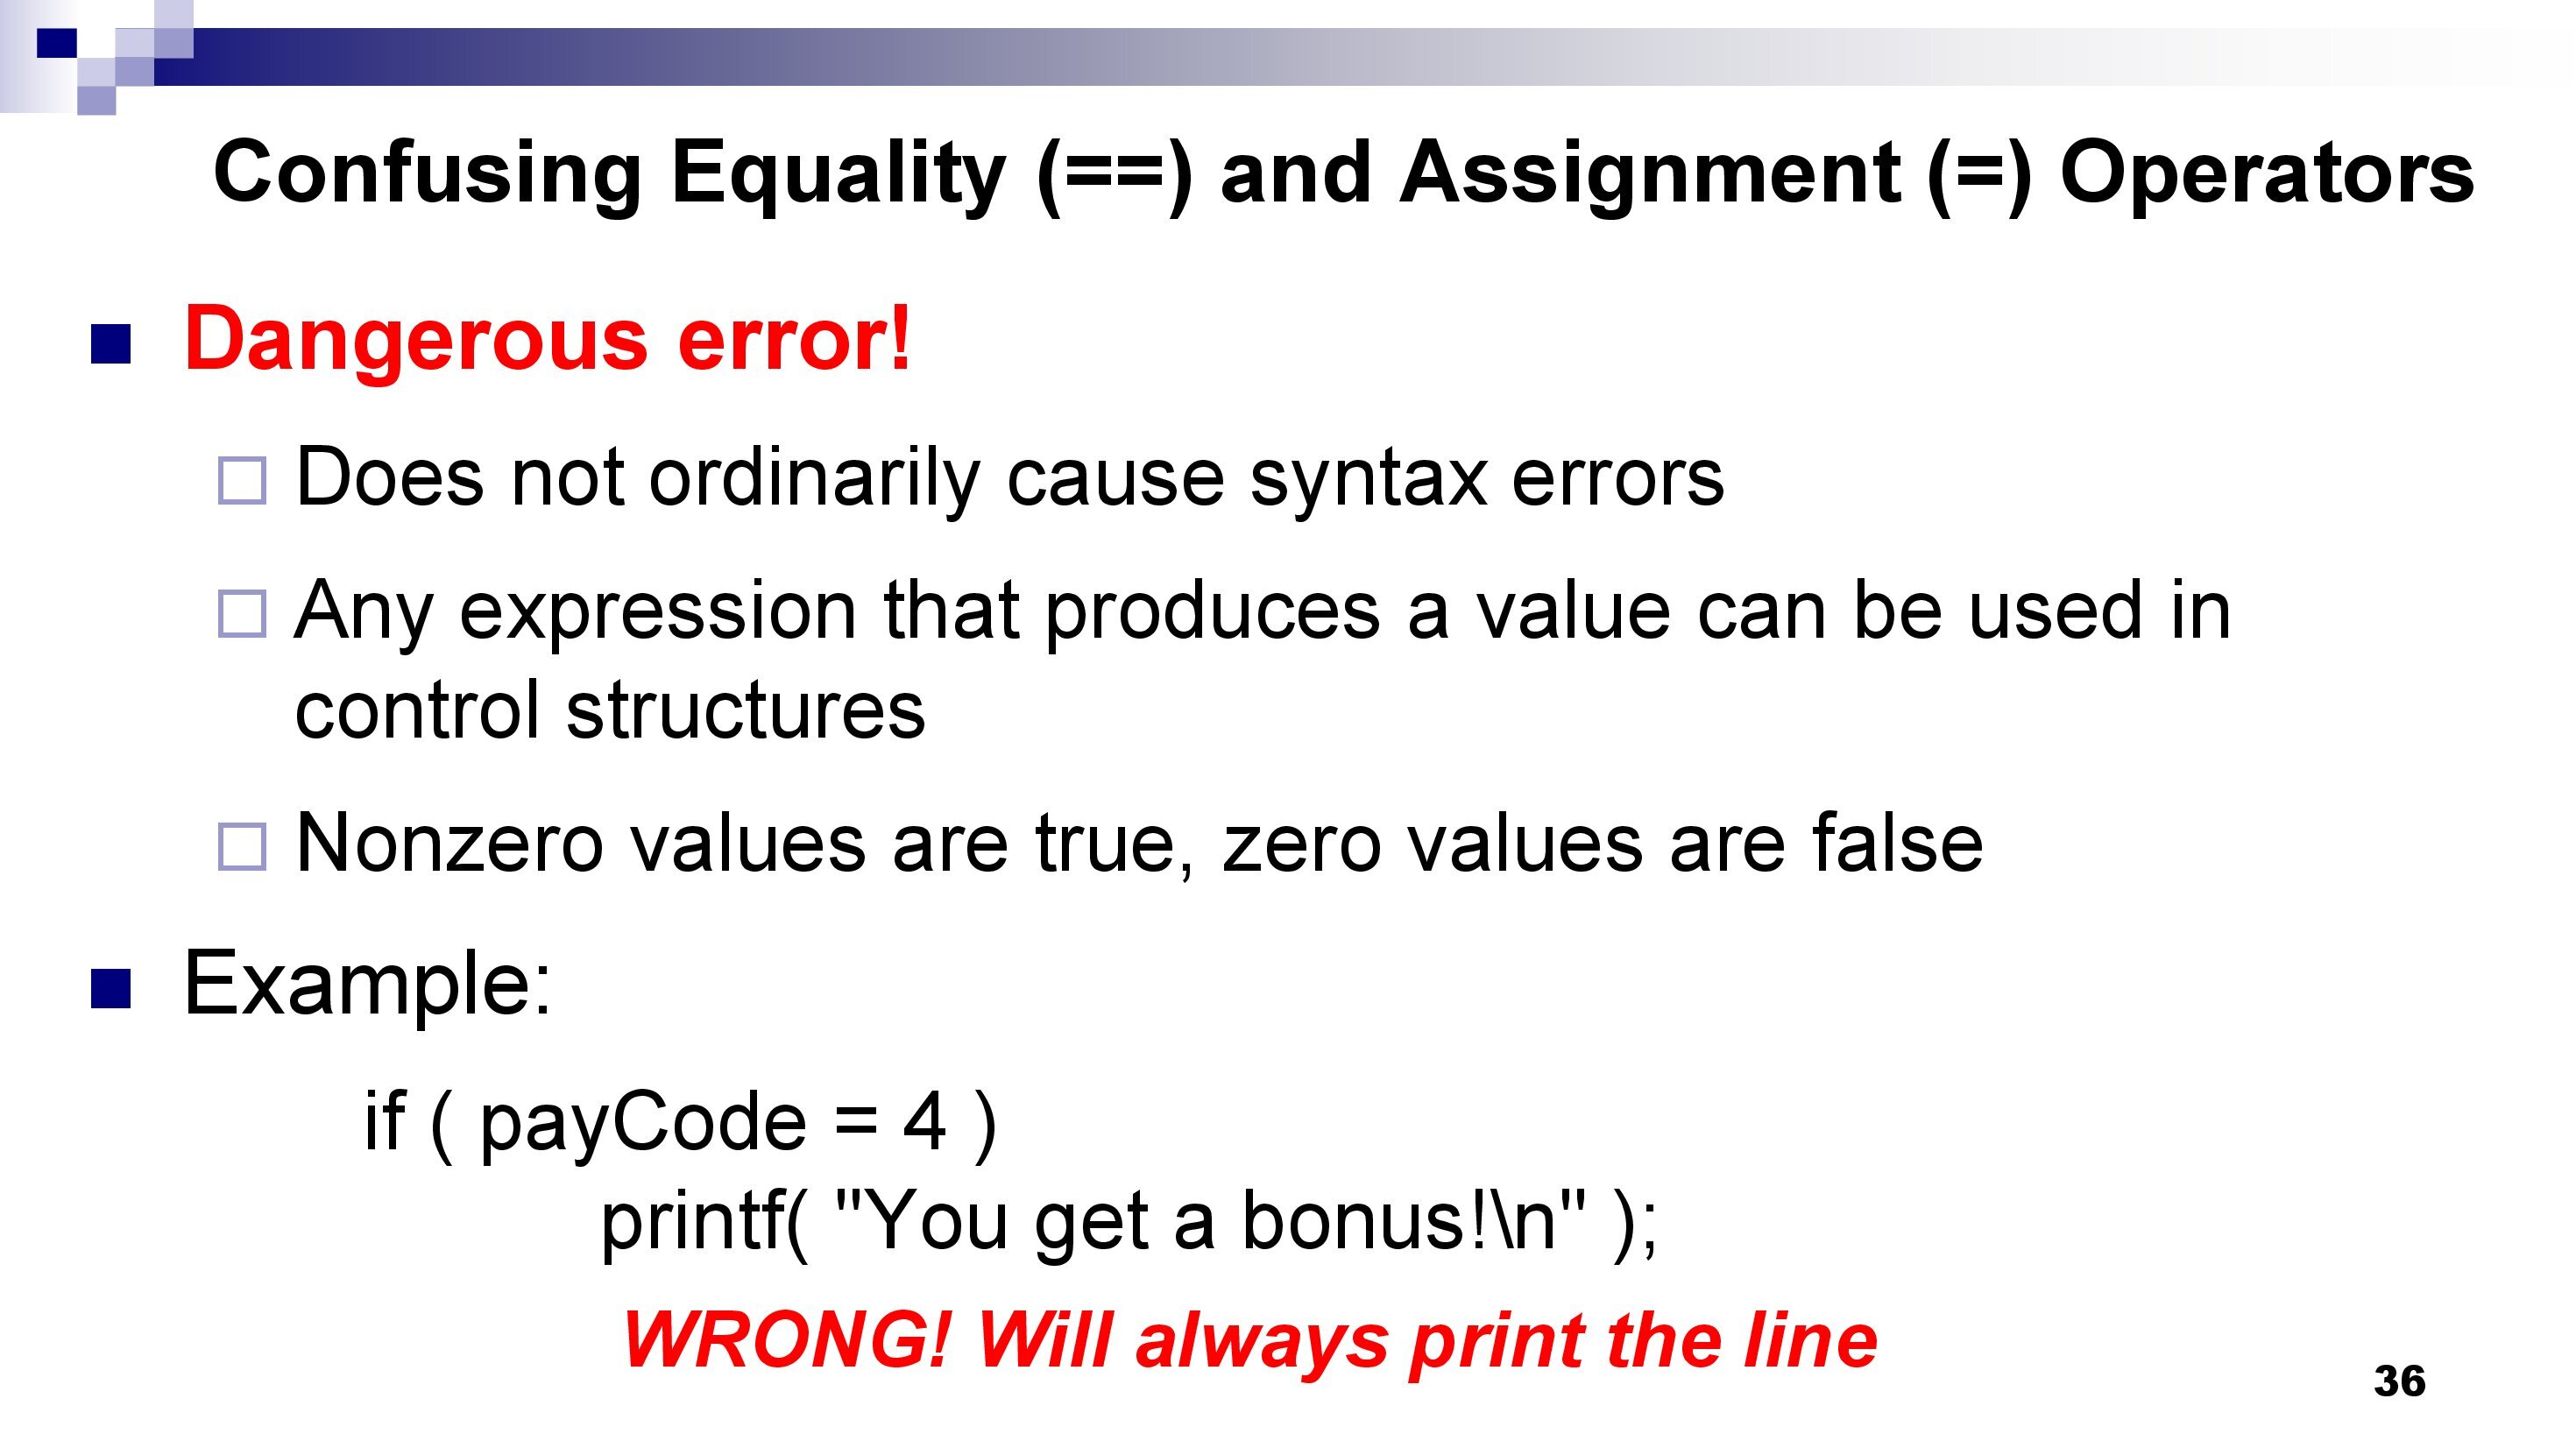 Confusing Equality (==) and Assignment (=) Operators
Dangerous error!
Does not ordinarily cause syntax errors
Any expression that produces a value can be used in
control structures
Nonzero values are true, zero values are false
Example:
if ( payCode = 4 )
printf( "You get a bonus!\n" );
WRONG! Will always print the line
36